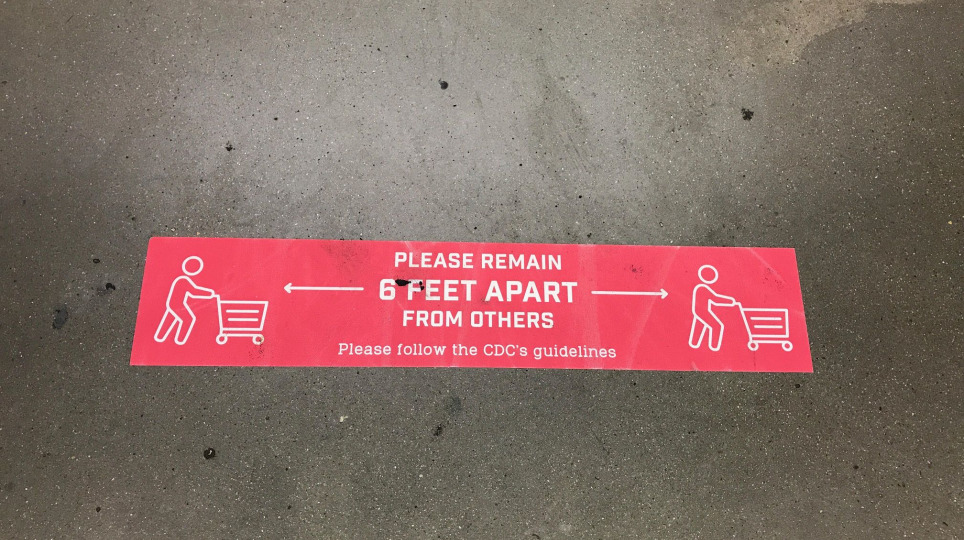 PLEASE REMAIN
6 FEET APART
FROM OTHERS
Please follow the CDC's guidelines